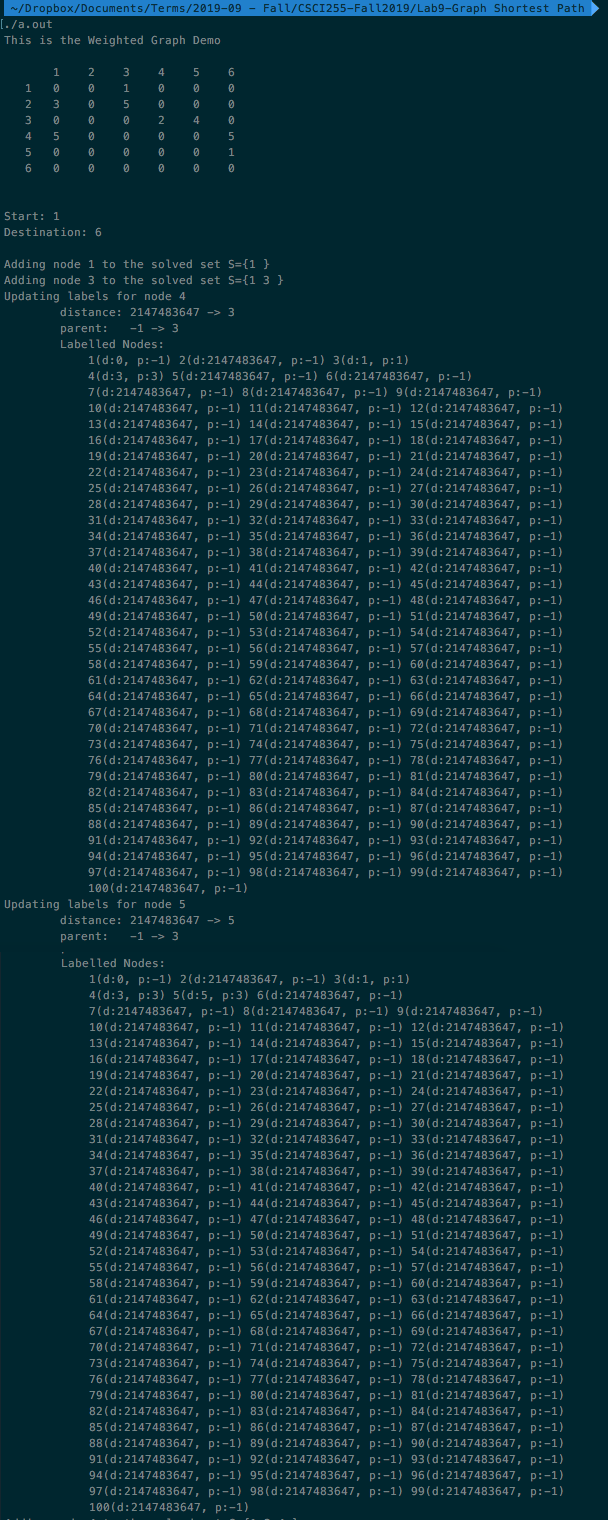 ~/Dropbox/Documents/Terms/2019-09 - Fall/CSCI255-Fall2019/Lab9-Graph Shortest Path
./a.out
This is the Weighted Graph Demo
1 2 3 4 5 6
1 0 0 1 0 0 0
2 3 0 5 0 0 0
3 0 0 0 2 4 0
4 5 0 0 0 0 5
5 0 0 0 0 0 1
6 0 0 0 0 0 0
Start: 1
Destination: 6
Adding node 1 to the solved set S={1 }
Adding node 3 to the solved set S={1 3 }
Updating labels for node 4
distance: 2147483647 -> 3
parent: -1 -> 3
Labelled Nodes:
1(d:0, p:-1) 2(d:2147483647, p:-1) 3(d:1, p:1)
4(d:3, p:3) 5(d:2147483647, p:-1) 6(d:2147483647, p:-1)
7(d:2147483647, p:-1) 8(d:2147483647, p:-1) 9(d:2147483647, p:-1)
10(d:2147483647, p:-1) 11(d:2147483647, p:-1) 12(d:2147483647, p:-1)
13(d:2147483647, p:-1) 14(d:2147483647, p:-1) 15(d:2147483647, p:-1)
16(d:2147483647, p:-1) 17(d:2147483647, p:-1) 18(d:2147483647, p:-1)
19(d:2147483647, p:-1) 20(d:2147483647, p:-1) 21(d:2147483647, p:-1)
22(d:2147483647, p:-1) 23(d:2147483647, p:-1) 24(d:2147483647, p:-1)
25(d:2147483647, p:-1) 26(d:2147483647, p:-1) 27(d:2147483647, p:-1)
28(d:2147483647, p:-1) 29(d:2147483647, p:-1) 30(d:2147483647, p:-1)
31(d:2147483647, p:-1) 32(d:2147483647, p:-1) 33(d:2147483647, p:-1)
34(d:2147483647, p:-1) 35(d:2147483647, p:-1) 36(d:2147483647, p:-1)
37(d:2147483647, p:-1) 38(d:2147483647, p:-1) 39(d:2147483647, p:-1)
40(d:2147483647, p:-1) 41(d:2147483647, p:-1) 42(d:2147483647, p:-1)
43(d:2147483647, p:-1) 44(d:2147483647, p:-1) 45(d:2147483647, p:-1)
46(d:2147483647, p:-1) 47(d:2147483647, p:-1) 48(d:2147483647, p:-1)
49(d:2147483647, p:-1) 50(d:2147483647, p:-1) 51(d:2147483647, p:-1)
52(d:2147483647, p:-1) 53(d:2147483647, p:-1) 54(d:2147483647, p:-1)
55(d:2147483647, p:-1) 56(d:2147483647, p:-1) 57(d:2147483647, p:-1)
58(d:2147483647, p:-1) 59(d:2147483647, p:-1) 60(d:2147483647, p:-1)
61(d:2147483647, p:-1) 62(d:2147483647, p:-1) 63(d:2147483647, p:-1)
64(d:2147483647, p:-1) 65(d:2147483647, p:-1) 66(d:2147483647, p:-1)
67(d:2147483647, p:-1) 68(d:2147483647, p:-1) 69(d:2147483647, p:-1)
70(d:2147483647, p:-1) 71(d:2147483647, p:-1) 72(d:2147483647, p:-1)
73(d:2147483647, p:-1) 74(d:2147483647, p:-1) 75(d:2147483647, p:-1)
76(d:2147483647, p:-1) 77(d:2147483647, p:-1) 78(d:2147483647, p:-1)
79(d:2147483647, p:-1) 80(d:2147483647, p:-1) 81(d:2147483647, p:-1)
82(d:2147483647, p:-1) 83(d:2147483647, p:-1) 84(d:2147483647, p:-1)
85(d:2147483647, p:-1) 86(d:2147483647, p:-1) 87(d:2147483647, p:-1)
88(d:2147483647, p:-1) 89(d:2147483647, p:-1) 90(d:2147483647, p:-1)
91(d:2147483647, p:-1) 92(d:2147483647, p:-1) 93(d:2147483647, p:-1)
94(d:2147483647, p:-1) 95(d:2147483647, p:-1) 96(d:2147483647, p:-1)
97(d:2147483647, p:-1) 98(d:2147483647, p:-1) 99(d:2147483647, p:-1)
100(d:2147483647, p:-1)
Updating labels for node 5
distance: 2147483647 -> 5
parent: -1 -> 3
Labelled Nodes:
1(d:0, p:-1) 2(d:2147483647, p:-1) 3(d:1, p:1)
4(d:3, p:3) 5(d:5, p:3) 6(d:2147483647, p:-1)
7(d:2147483647, p:-1) 8(d:2147483647, p:-1) 9(d:2147483647, p:-1)
10(d:2147483647, p:-1) 11(d:2147483647, p:-1) 12(d:2147483647, p:-1)
13(d:2147483647, p:-1) 14(d:2147483647, p:-1) 15(d:2147483647, p:-1)
16(d:2147483647, p:-1) 17(d:2147483647, p:-1) 18(d:2147483647, p:-1)
19(d:2147483647, p:-1) 20(d:2147483647, p:-1) 21(d:2147483647, p:-1)
22(d:2147483647, p:-1) 23(d:2147483647, p:-1) 24(d:2147483647, p:-1)
25(d:2147483647, p:-1) 26(d:2147483647, p:-1) 27(d:2147483647, p:-1)
28(d:2147483647, p:-1) 29(d:2147483647, p:-1) 30(d:2147483647, p:-1)
31(d:2147483647, p:-1) 32(d:2147483647, p:-1) 33(d:2147483647, p:-1)
34(d:2147483647, p:-1) 35(d:2147483647, p:-1) 36(d:2147483647, p:-1)
37(d:2147483647, p:-1) 38(d:2147483647, p:-1) 39(d:2147483647, p:-1)
40(d:2147483647, p:-1) 41(d:2147483647, p:-1) 42(d:2147483647, p:-1)
43(d:2147483647, p:-1) 44(d:2147483647, p:-1) 45(d:2147483647, p:-1)
46(d:2147483647, p:-1) 47(d:2147483647, p:-1) 48(d:2147483647, p:-1)
49(d:2147483647, p:-1) 50(d:2147483647, p:-1) 51(d:2147483647, p:-1)
52(d:2147483647, p:-1) 53(d:2147483647, p:-1) 54(d:2147483647, p:-1)
55(d:2147483647, p:-1) 56(d:2147483647, p:-1) 57(d:2147483647, p:-1)
58(d:2147483647, p:-1) 59(d:2147483647, p:-1) 60(d:2147483647, p:-1)
61(d:2147483647, p:-1) 62(d:2147483647, p:-1) 63(d:2147483647, p:-1)
64(d:2147483647, p:-1) 65(d:2147483647, p:-1) 66(d:2147483647, p:-1)
67(d:2147483647, p:-1) 68(d:2147483647, p:-1) 69(d:2147483647, p:-1)
70(d:2147483647, p:-1) 71(d:2147483647, p:-1) 72(d:2147483647, p:-1)
73(d:2147483647, p:-1) 74(d:2147483647, p:-1) 75(d:2147483647, p:-1)
76(d:2147483647, p:-1) 77(d:2147483647, p:-1) 78(d:2147483647, p:-1)
79(d:2147483647, p:-1) 80(d:2147483647, p:-1) 81(d:2147483647, p:-1)
82(d:2147483647, p:-1) 83(d:2147483647, p:-1) 84(d:2147483647, p:-1)
85(d:2147483647, p:-1) 86(d:2147483647, p:-1) 87(d:2147483647, p:-1)
88(d:2147483647, p:-1) 89(d:2147483647, p:-1) 90(d:2147483647, p:-1)
91(d:2147483647, p:-1) 92(d:2147483647, p:-1) 93(d:2147483647, p:-1)
94(d:2147483647, p:-1) 95(d:2147483647, p:-1) 96(d:2147483647, p:-1)
97(d:2147483647, p:-1) 98(d:2147483647, p:-1) 99(d:2147483647, p:-1)
100(d:2147483647, p:-1)